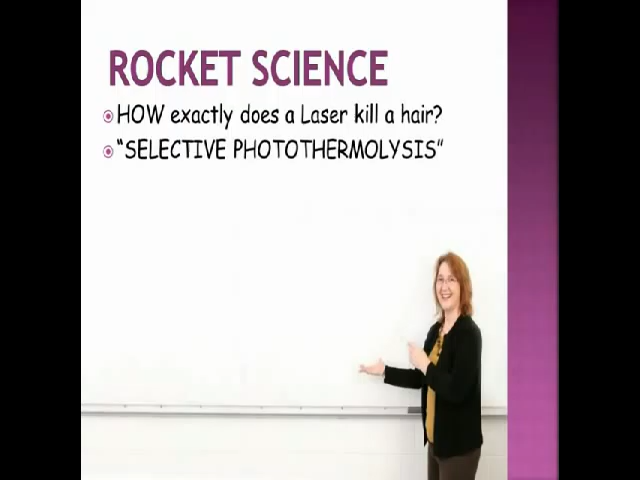 ROCKET SCIENCE
HOW exactly does a Laser kill a hair?
“SELECTIVE PHOTOTHERMOLYSIS”